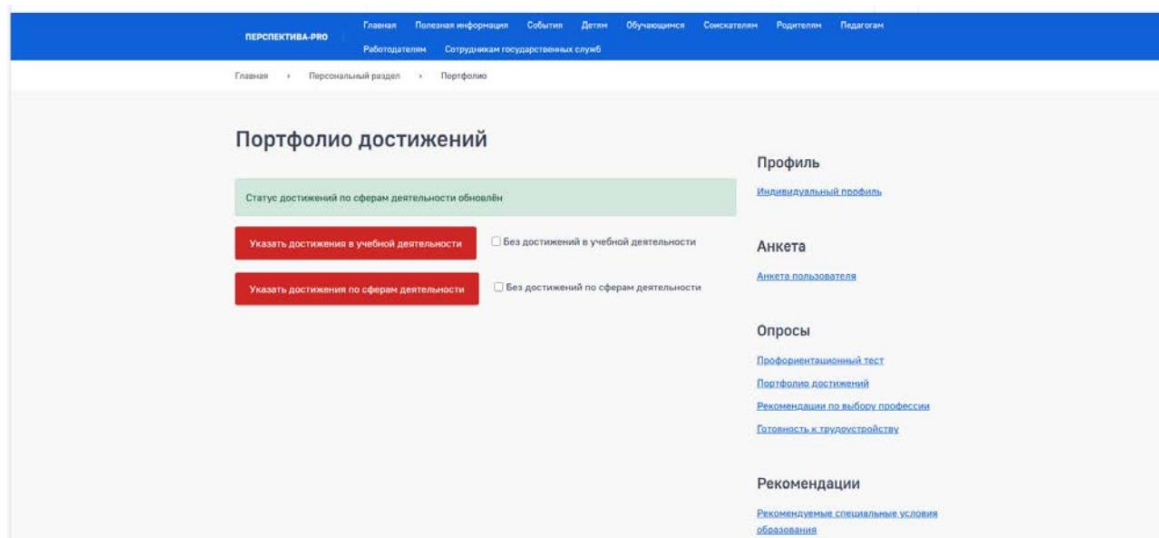 ПЕРСПЕКТИВА-PRO
Главная Полезная информация События Детям Обучающимся Соискателям Родителям Педагогам
Работодателям Сотрудникам государственных служб
Главная › Персональный раздел › Портфолио
Портфолио достижений
Статус достижений по сферам деятельности обновлён
Указать достижения в учебной деятельности
Без достижений в учебной деятельности
Указать достижения по сферам деятельности
Без достижений по сферам деятельности
Профиль
Индивидуальный профиль
Анкета
Анкета пользователя
Опросы
Профориентационный тест
Портфолио достижений
Рекомендации по выбору профессии
Готовность к трудоустройству
Рекомендации
Рекомендуемые специальные условия
образования